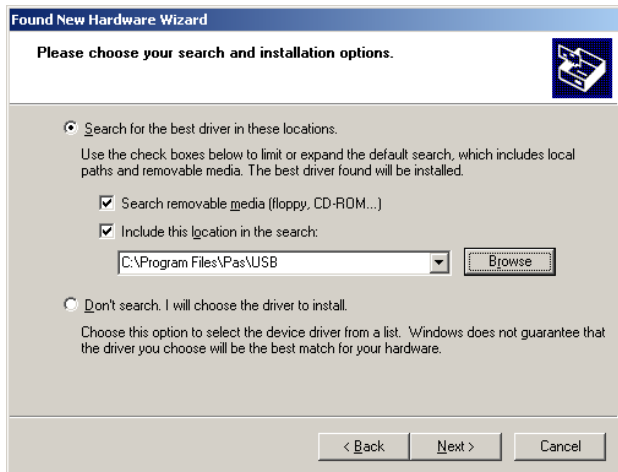 Found New Hardware Wizard
Please choose your search and installation options.
Search for the best driver in these locations.
Use the check boxes below to limit or expand the default search, which includes local
paths and removable media. The best driver found will be installed.
Search removable media (floppy, CD-ROM...)
Include this location in the search:
C:\Program Files\Pas\USB
Browse
Don't search. I will choose the driver to install.
Choose this option to select the device driver from a list. Windows does not guarantee that
the driver you choose will be the best match for your hardware.
< Back
Next >
Cancel